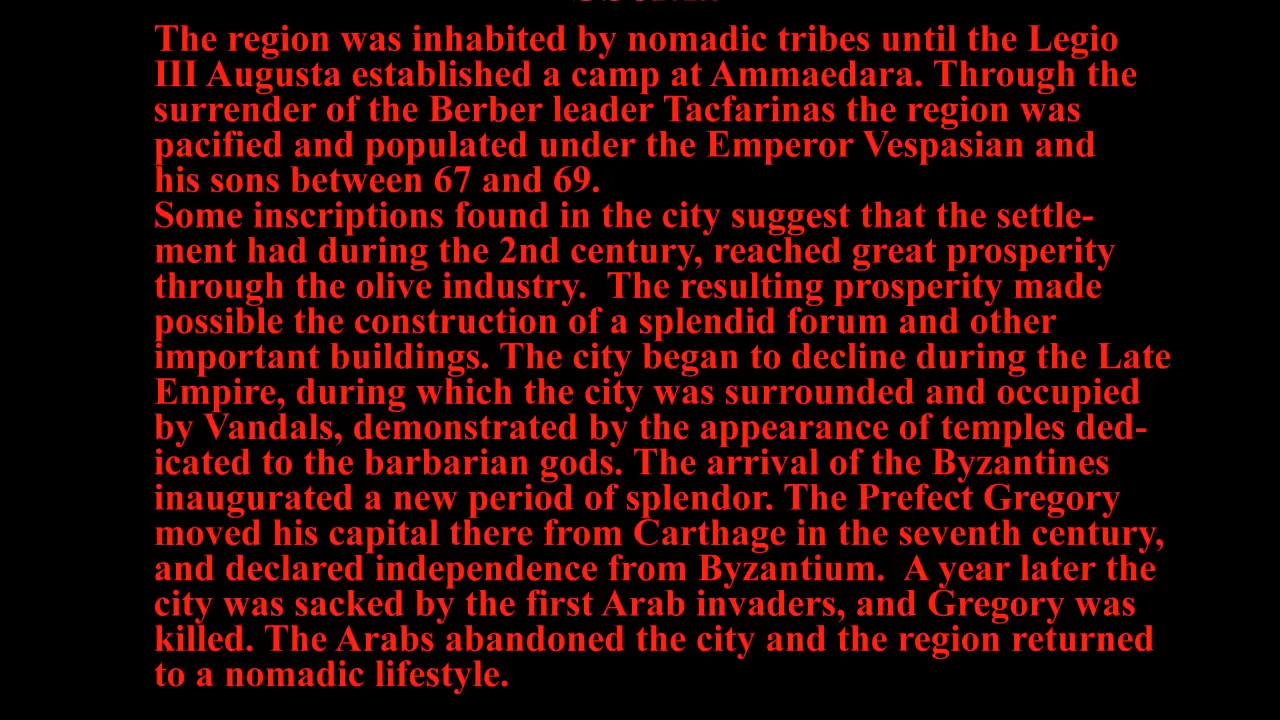 The region was inhabited by nomadic tribes until the Legio
III Augusta established a camp at Ammaedara. Through the
surrender of the Berber leader Tacfarinas the region was
pacified and populated under the Emperor Vespasian and
his sons between 67 and 69.
Some inscriptions found in the city suggest that the settle-
ment had during the 2nd century, reached great prosperity
through the olive industry.  The resulting prosperity made
possible the construction of a splendid forum and other
important buildings. The city began to decline during the Late
Empire, during which the city was surrounded and occupied
by Vandals, demonstrated by the appearance of temples ded-
icated to the barbarian gods. The arrival of the Byzantines
inaugurated a new period of splendor. The Prefect Gregory
moved his capital there from Carthage in the seventh century,
and declared independence from Byzantium.  A year later the
city was sacked by the first Arab invaders, and Gregory was
killed. The Arabs abandoned the city and the region returned
to a nomadic lifestyle.